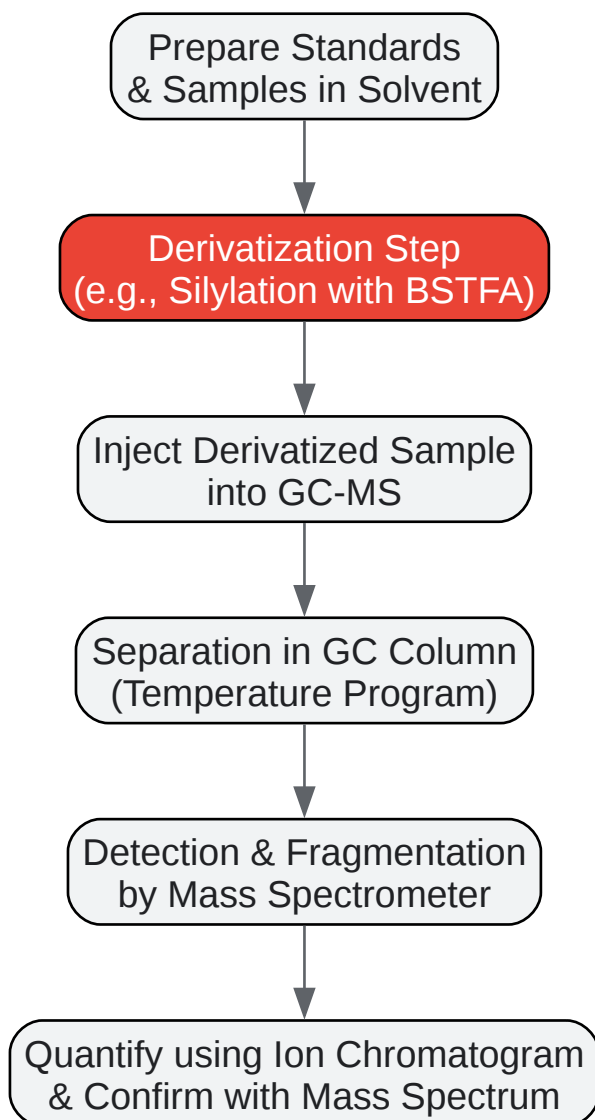 Prepare Standards
& Samples in Solvent
Derivatization Step
(e.g., Silylation with BSTFA)
Inject Derivatized Sample
into GC-MS
Separation in GC Column
(Temperature Program)
Detection & Fragmentation
by Mass Spectrometer
Quantify using Ion Chromatogram
& Confirm with Mass Spectrum